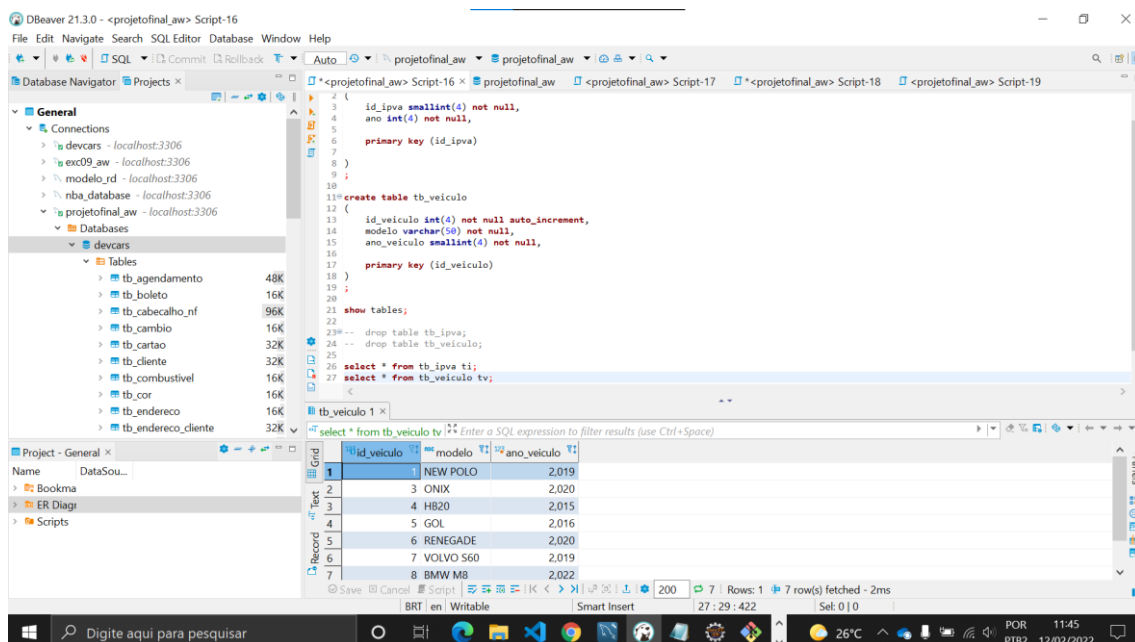 DBeaver 21.3.0 - <projetofinal_aw> Script-16
File Edit Navigate Search SQL Editor Database Window Help
SQL Commit Rollback Auto projetofinal_aw projetofinal_aw
Database Navigator Projects
*<projetofinal_aw> Script-16 projetofinal_aw <projetofinal_aw> Script-17 *<projetofinal_aw> Script-18 <projetofinal_aw> Script-19
General
Connections
devcars - localhost:3306
exc09_aw - localhost:3306
modelo_rd - localhost:3306
nba_database - localhost:3306
projetofinal_aw - localhost:3306
Databases
devcars
Tables
tb_agendamento 48K
tb_boleto 16K
tb_cabecalho_nf 96K
tb_cambio 16K
tb_cartao 32K
tb_cliente 32K
tb_combustivel 16K
tb_cor 16K
tb_endereco 16K
tb_endereco_cliente 32K
2 (
3 id_ipva smallint(4) not null,
4 ano int(4) not null,
5
6 primary key (id_ipva)
7
8 )
9 ;
10
11 create table tb_veiculo
12 (
13 id_veiculo int(4) not null auto_increment,
14 modelo varchar(50) not null,
15 ano_veiculo smallint(4) not null,
16
17 primary key (id_veiculo)
18 )
19 ;
20
21 show tables;
22
23 -- drop table tb_ipva;
24 -- drop table tb_veiculo;
25
26 select * from tb_ipva ti;
27 select * from tb_veiculo tv;
Project - General
Name DataSou...
Bookma
ER Diagr
Scripts
tb_veiculo 1
select * from tb_veiculo tv Enter a SQL expression to filter results (use Ctrl+Space)
Grid
Text
Record
123 id_veiculo ABC modelo 123 ano_veiculo
1 1 NEW POLO 2,019
2 3 ONIX 2,020
3 4 HB20 2,015
4 5 GOL 2,016
5 6 RENEGADE 2,020
6 7 VOLVO S60 2,019
7 8 BMW M8 2,022
Save Cancel Script 200 7 Rows: 1 7 row(s) fetched - 2ms
BRT en Writable Smart Insert 27 : 29 : 422 Sel: 0 | 0
Digite aqui para pesquisar 26°C POR 11:45
PTB2 12/02/2022